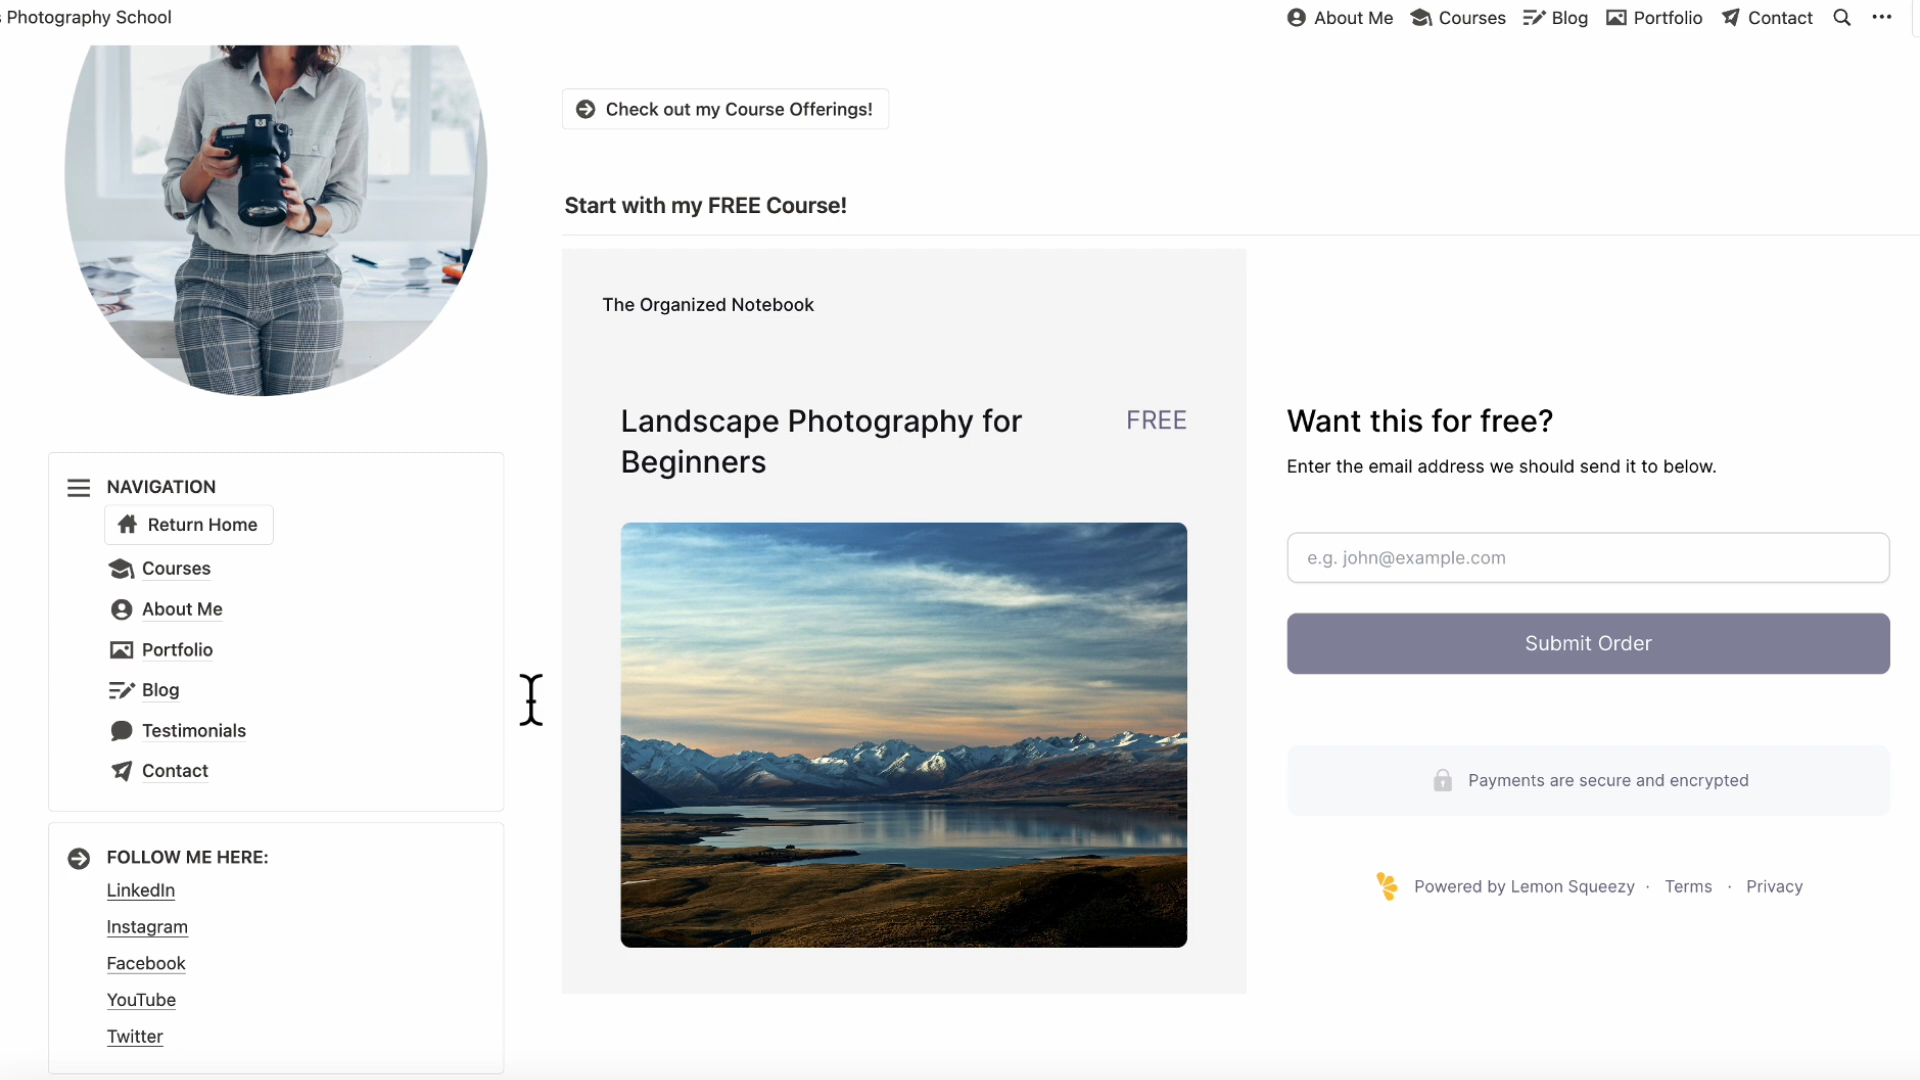 s Photography School
About Me Courses Blog Portfolio Contact
Check out my Course Offerings!
Start with my FREE Course!
The Organized Notebook
Landscape Photography for
Beginners
FREE
Want this for free?
Enter the email address we should send it to below.
e.g. john@example.com
Submit Order
Payments are secure and encrypted
Powered by Lemon Squeezy · Terms · Privacy
NAVIGATION
Return Home
Courses
About Me
Portfolio
Blog
Testimonials
Contact
FOLLOW ME HERE:
LinkedIn
Instagram
Facebook
YouTube
Twitter